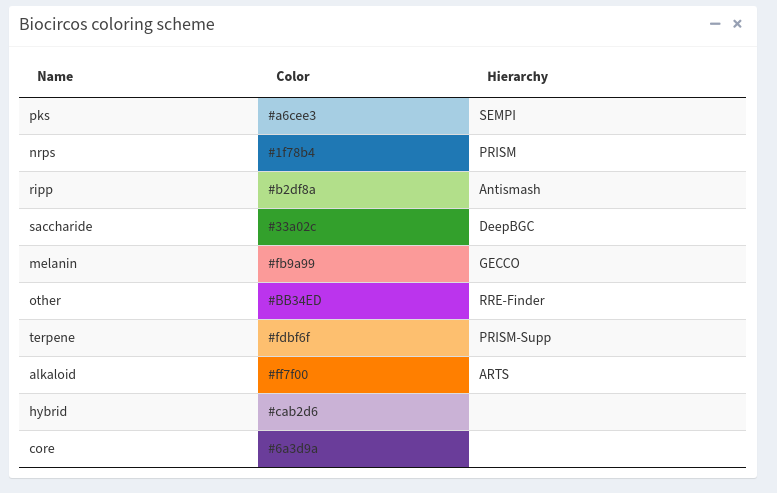 Biocircos coloring scheme
Name Color Hierarchy
pks #a6cee3 SEMPI
nrps #1f78b4 PRISM
ripp #b2df8a Antismash
saccharide #33a02c DeepBGC
melanin #fb9a99 GECCO
other #BB34ED RRE-Finder
terpene #fdbf6f PRISM-Supp
alkaloid #ff7f00 ARTS
hybrid #cab2d6
core #6a3d9a